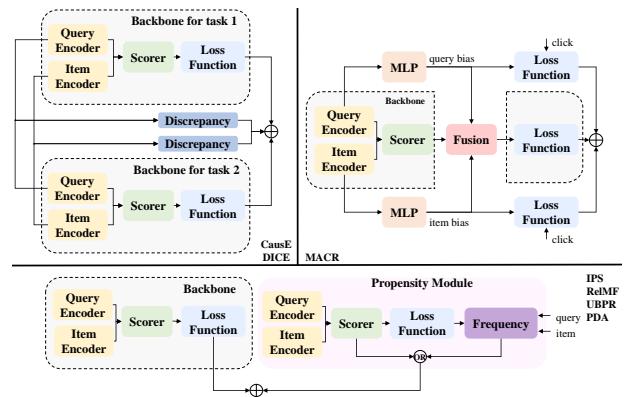 Backbone for task 1
Query
Encoder
Item
Encoder
Scorer
Loss
Function
Discrepancy
Discrepancy
Backbone for task 2
Query
Encoder
Item
Encoder
Scorer
Loss
Function
CausE
DICE
click
MLP
query bias
Loss
Function
Backbone
Query
Encoder
Item
Encoder
Scorer
Fusion
Loss
Function
MLP
item bias
Loss
Function
click
MACR
Backbone
Query
Encoder
Item
Encoder
Scorer
Loss
Function
Propensity Module
Query
Encoder
Item
Encoder
Scorer
Loss
Function
Frequency
OR
IPS
RelMF
UBPR
PDA
query
item